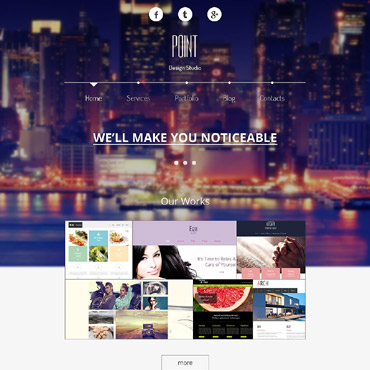 f t g+
POINT
Design Studio
Home Services Portfolio Blog Contacts
WE'LL MAKE YOU NOTICEABLE
Our Works
It's Time to Relax &
Care of Yourself
ARCH
more